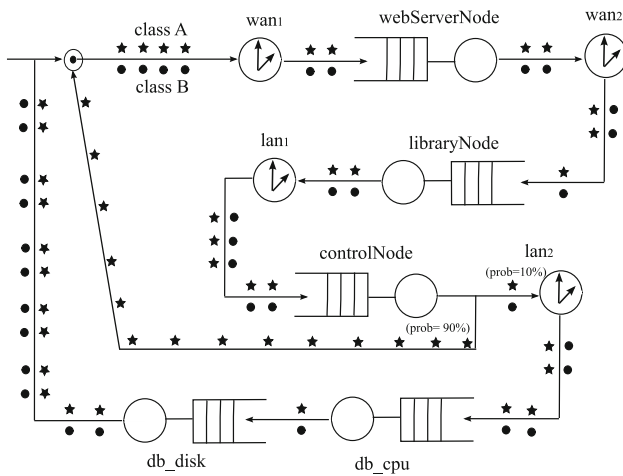 class A
class B
wan1
webServerNode
wan2
libraryNode
lan1
controlNode
lan2
(prob=10%)
(prob= 90%)
db_disk
db_cpu